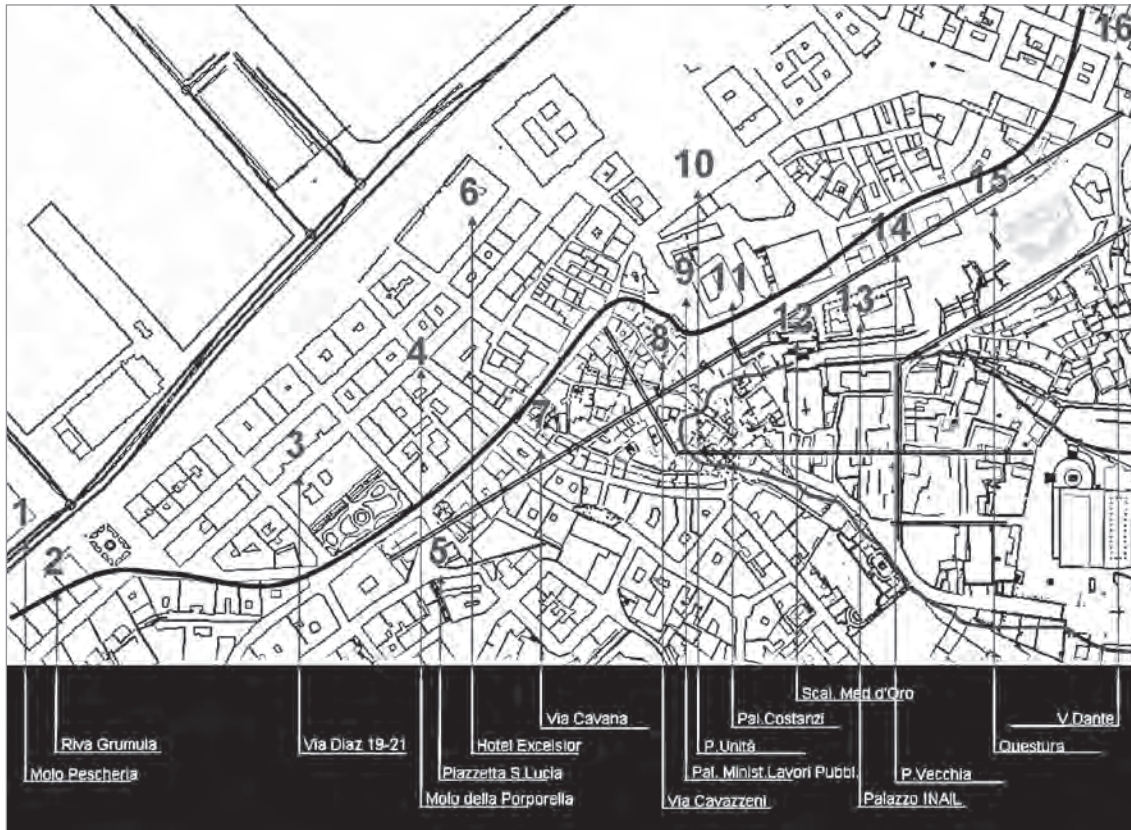 16
6
10
15
14
9
11
13
12
8
4
7
3
1
5
2
Scal. Med d'Oro
Via Cavana
Pal.Costanzi
V.Dante
Riva Grumula
Via Diaz 19-21
Hotel Excelsior
P.Unità
Questura
Molo Pescheria
Piazzetta S.Lucia
Pal. Minist.Lavori Pubbl.
P.Vecchia
Molo della Porporella
Via Cavazzeni
Palazzo INAIL